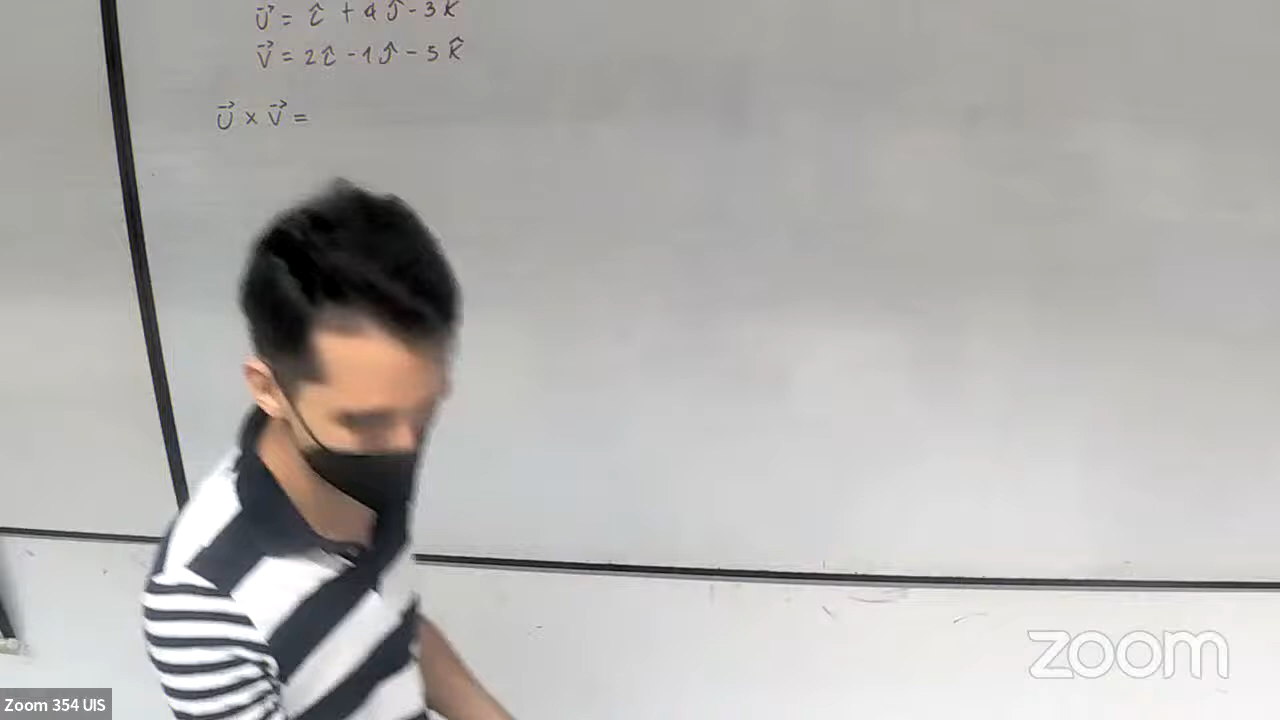 U⃗ = î + 4ĵ - 3k
V⃗ = 2î - 1ĵ - 5k̂
U⃗ x V⃗ =
zoom
Zoom 354 UIS